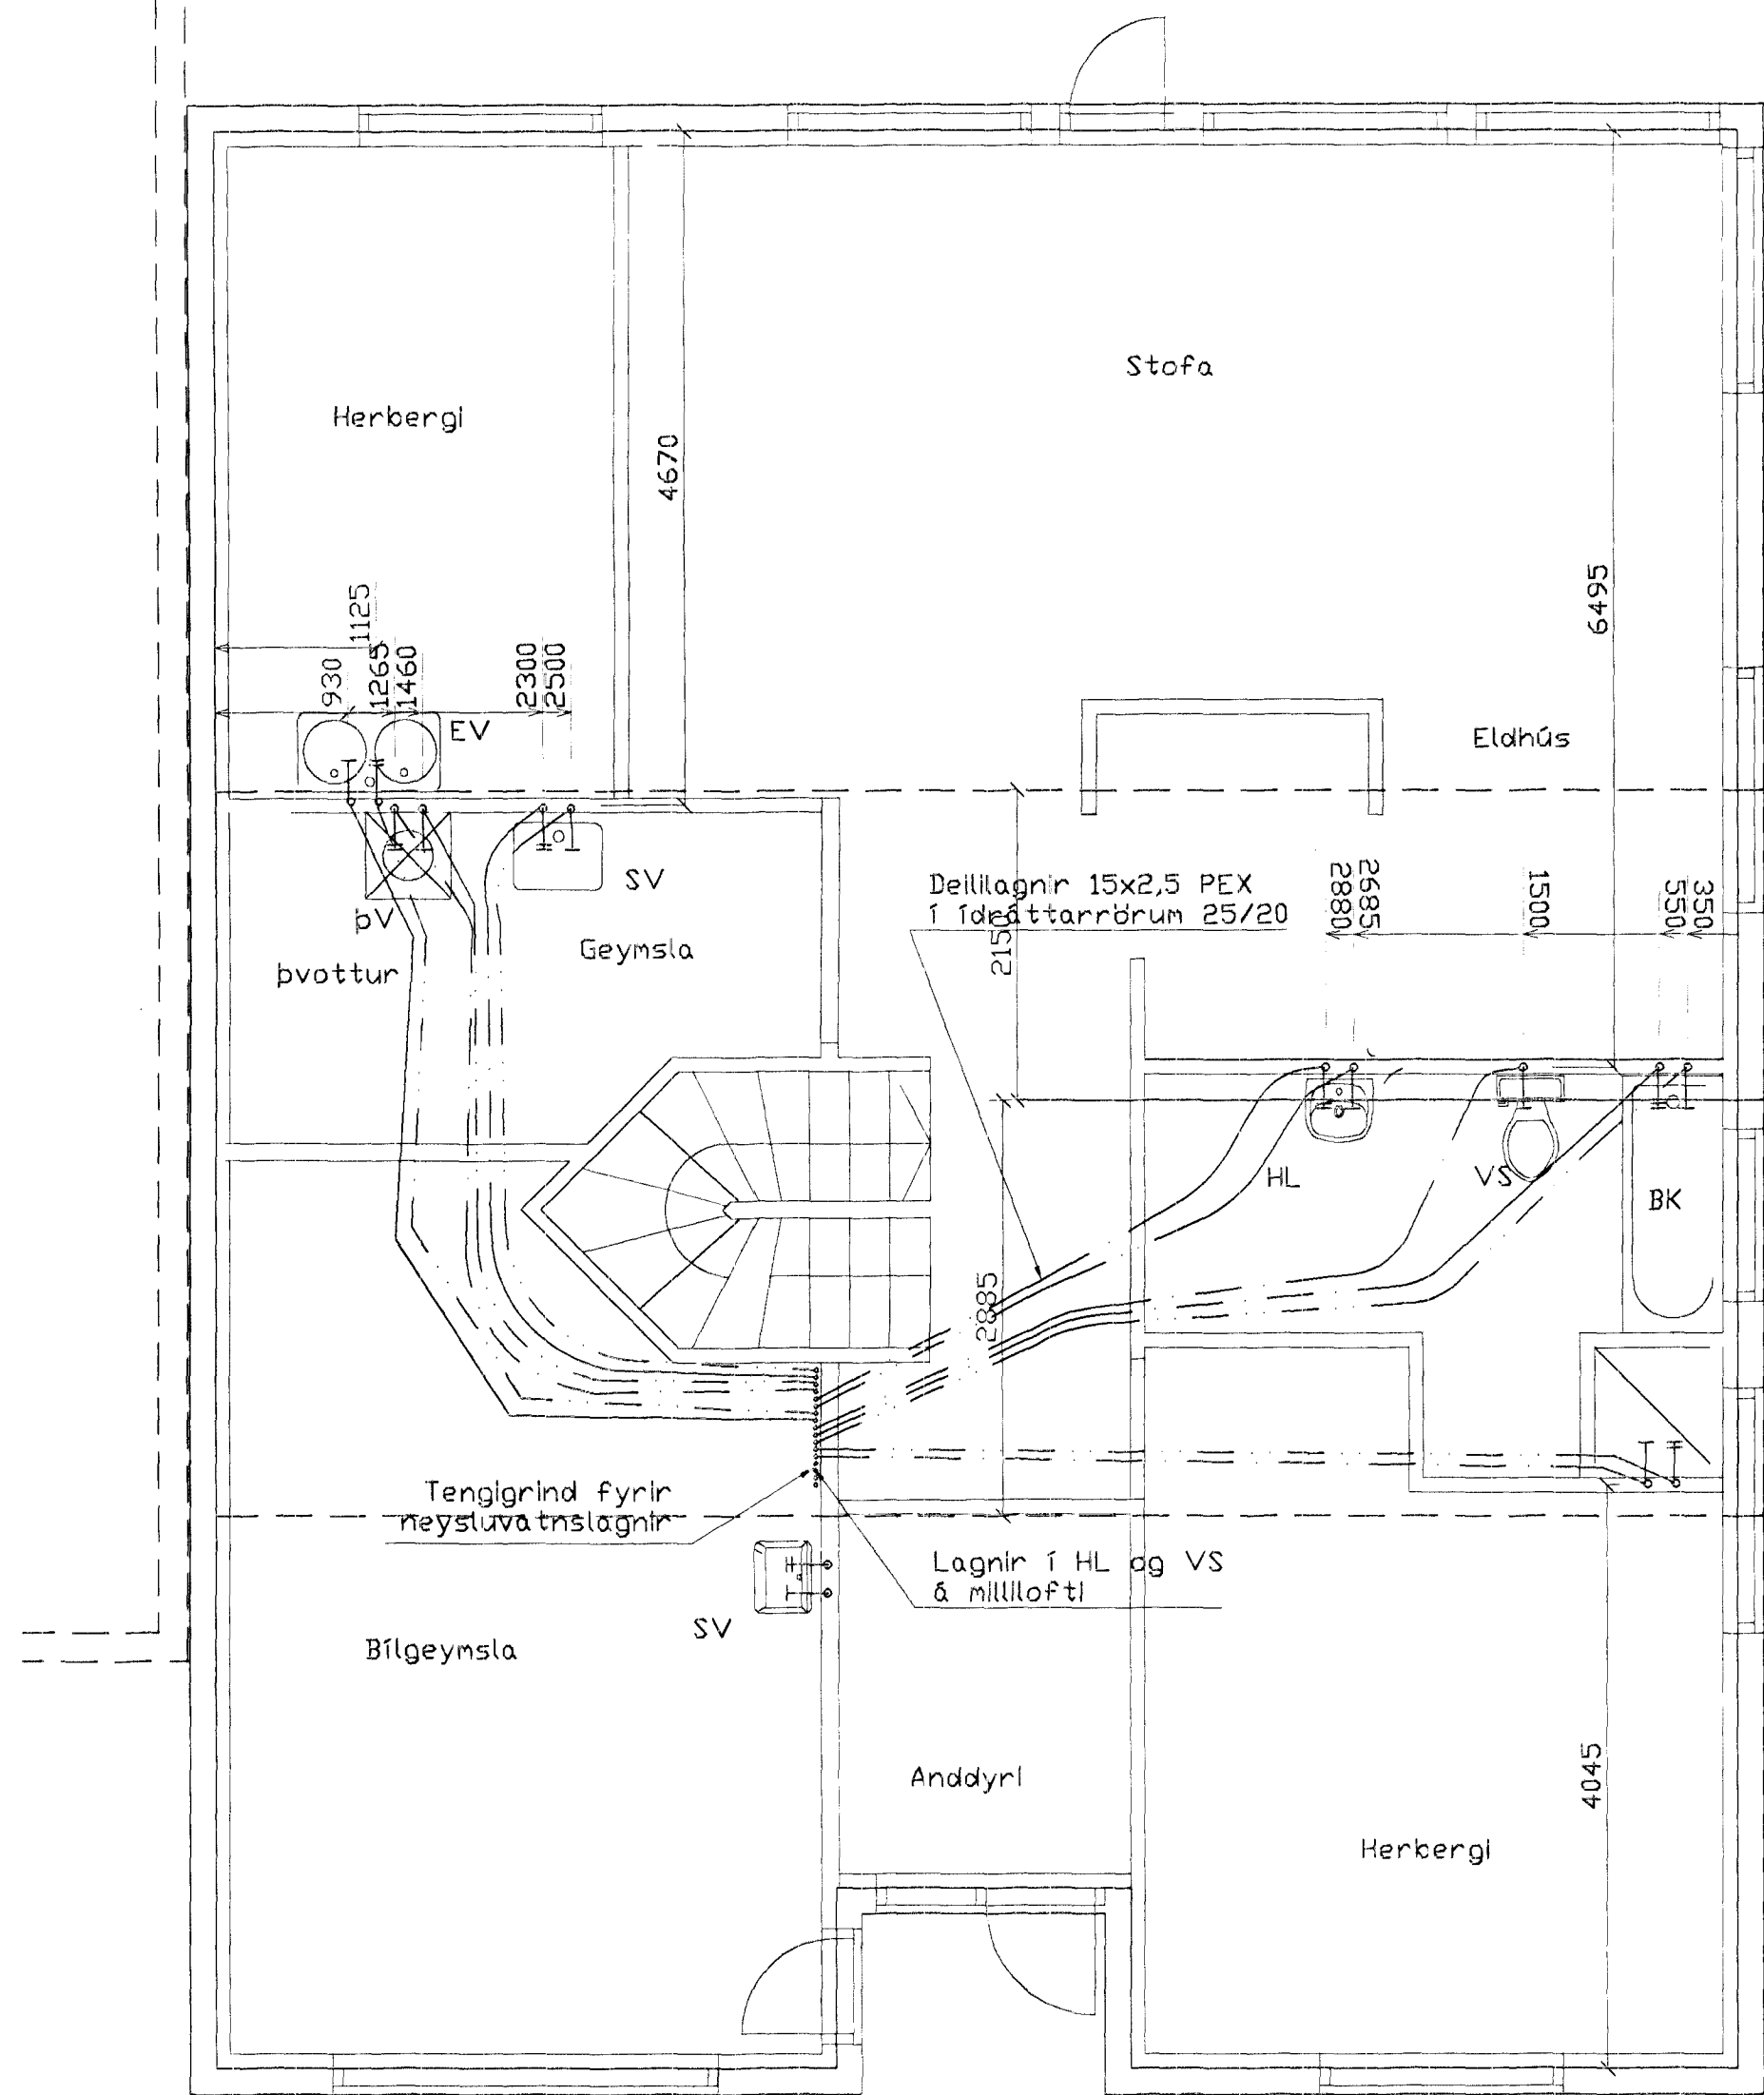 Stofa
Herbergi
4670
6495
1125
930
1265
1460
2300
2500
EV
Eldhús
SV
ÞV
Deililagnir 15x2,5 PEX
í ídráttarrörum 25/20
2150
2880
2685
1500
550
350
Geymsla
Þvottur
HL
VS
BK
2885
Tengigrind fyrir
neysluvatnslagnir
Lagnir í HL og VS
á millilofti
SV
Bílgeymsla
Anddyri
4045
Herbergi